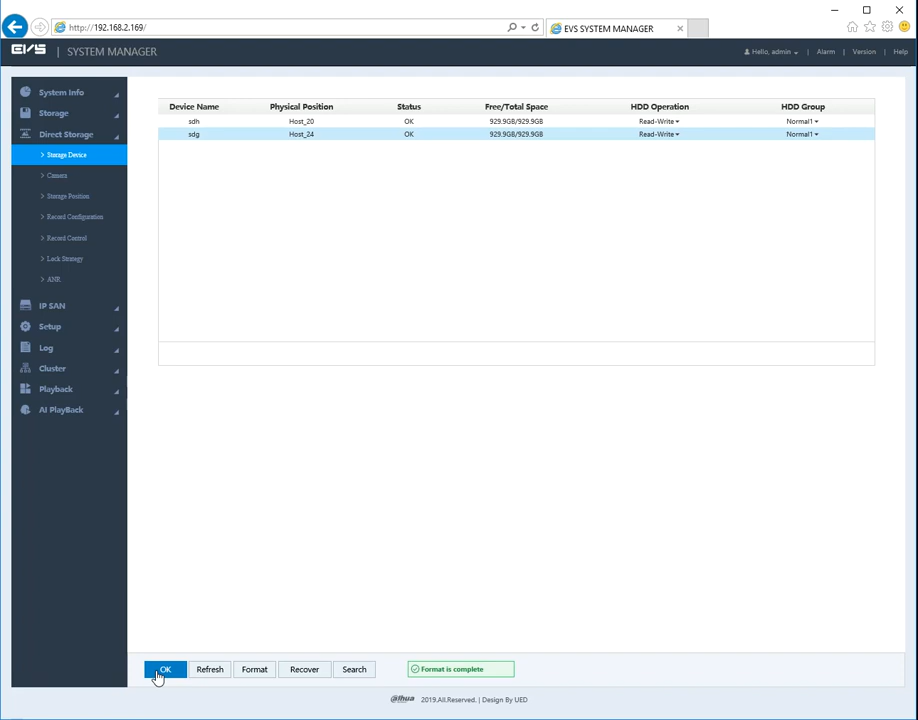 http://192.168.2.169/
EVS SYSTEM MANAGER
EVS | SYSTEM MANAGER
Hello, admin | Alarm | Version | Help
System Info
Storage
Direct Storage
> Storage Device
> Camera
> Storage Position
> Record Configuration
> Record Control
> Lock Strategy
> ANR
IP SAN
Setup
Log
Cluster
Playback
AI PlayBack
Device Name Physical Position Status Free/Total Space HDD Operation HDD Group
sdh Host_20 OK 929.9GB/929.9GB Read-Write Normal1
sdg Host_24 OK 929.9GB/929.9GB Read-Write Normal1
OK Refresh Format Recover Search Format is complete
alhua 2019.All.Reserved. | Design By UED